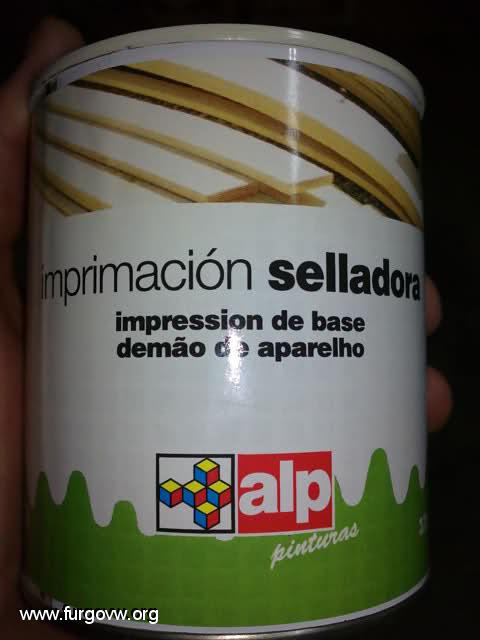 imprimación selladora
impression de base
demão de aparelho
alp
pinturas
www.furgovw.org